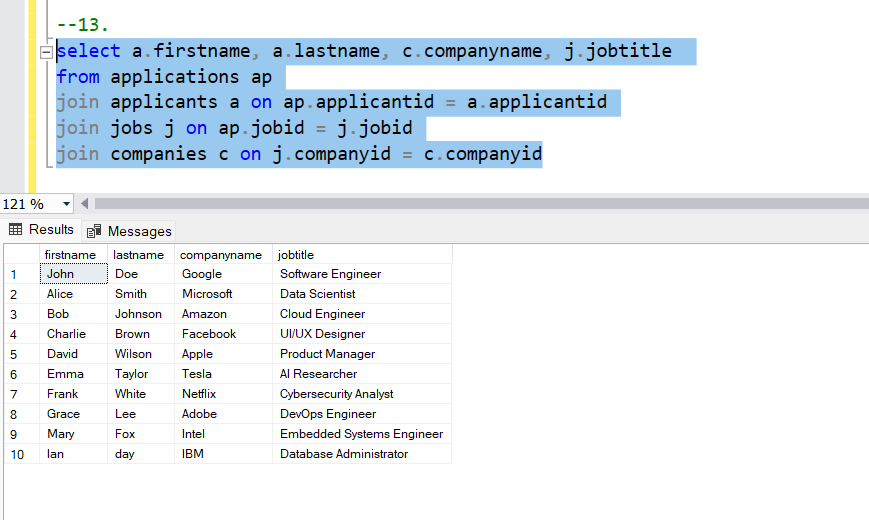 --13.
select a.firstname, a.lastname, c.companyname, j.jobtitle
from applications ap
join applicants a on ap.applicantid = a.applicantid
join jobs j on ap.jobid = j.jobid
join companies c on j.companyid = c.companyid
121 %
Results Messages
firstname lastname companyname jobtitle
1 John Doe Google Software Engineer
2 Alice Smith Microsoft Data Scientist
3 Bob Johnson Amazon Cloud Engineer
4 Charlie Brown Facebook UI/UX Designer
5 David Wilson Apple Product Manager
6 Emma Taylor Tesla AI Researcher
7 Frank White Netflix Cybersecurity Analyst
8 Grace Lee Adobe DevOps Engineer
9 Mary Fox Intel Embedded Systems Engineer
10 Ian day IBM Database Administrator